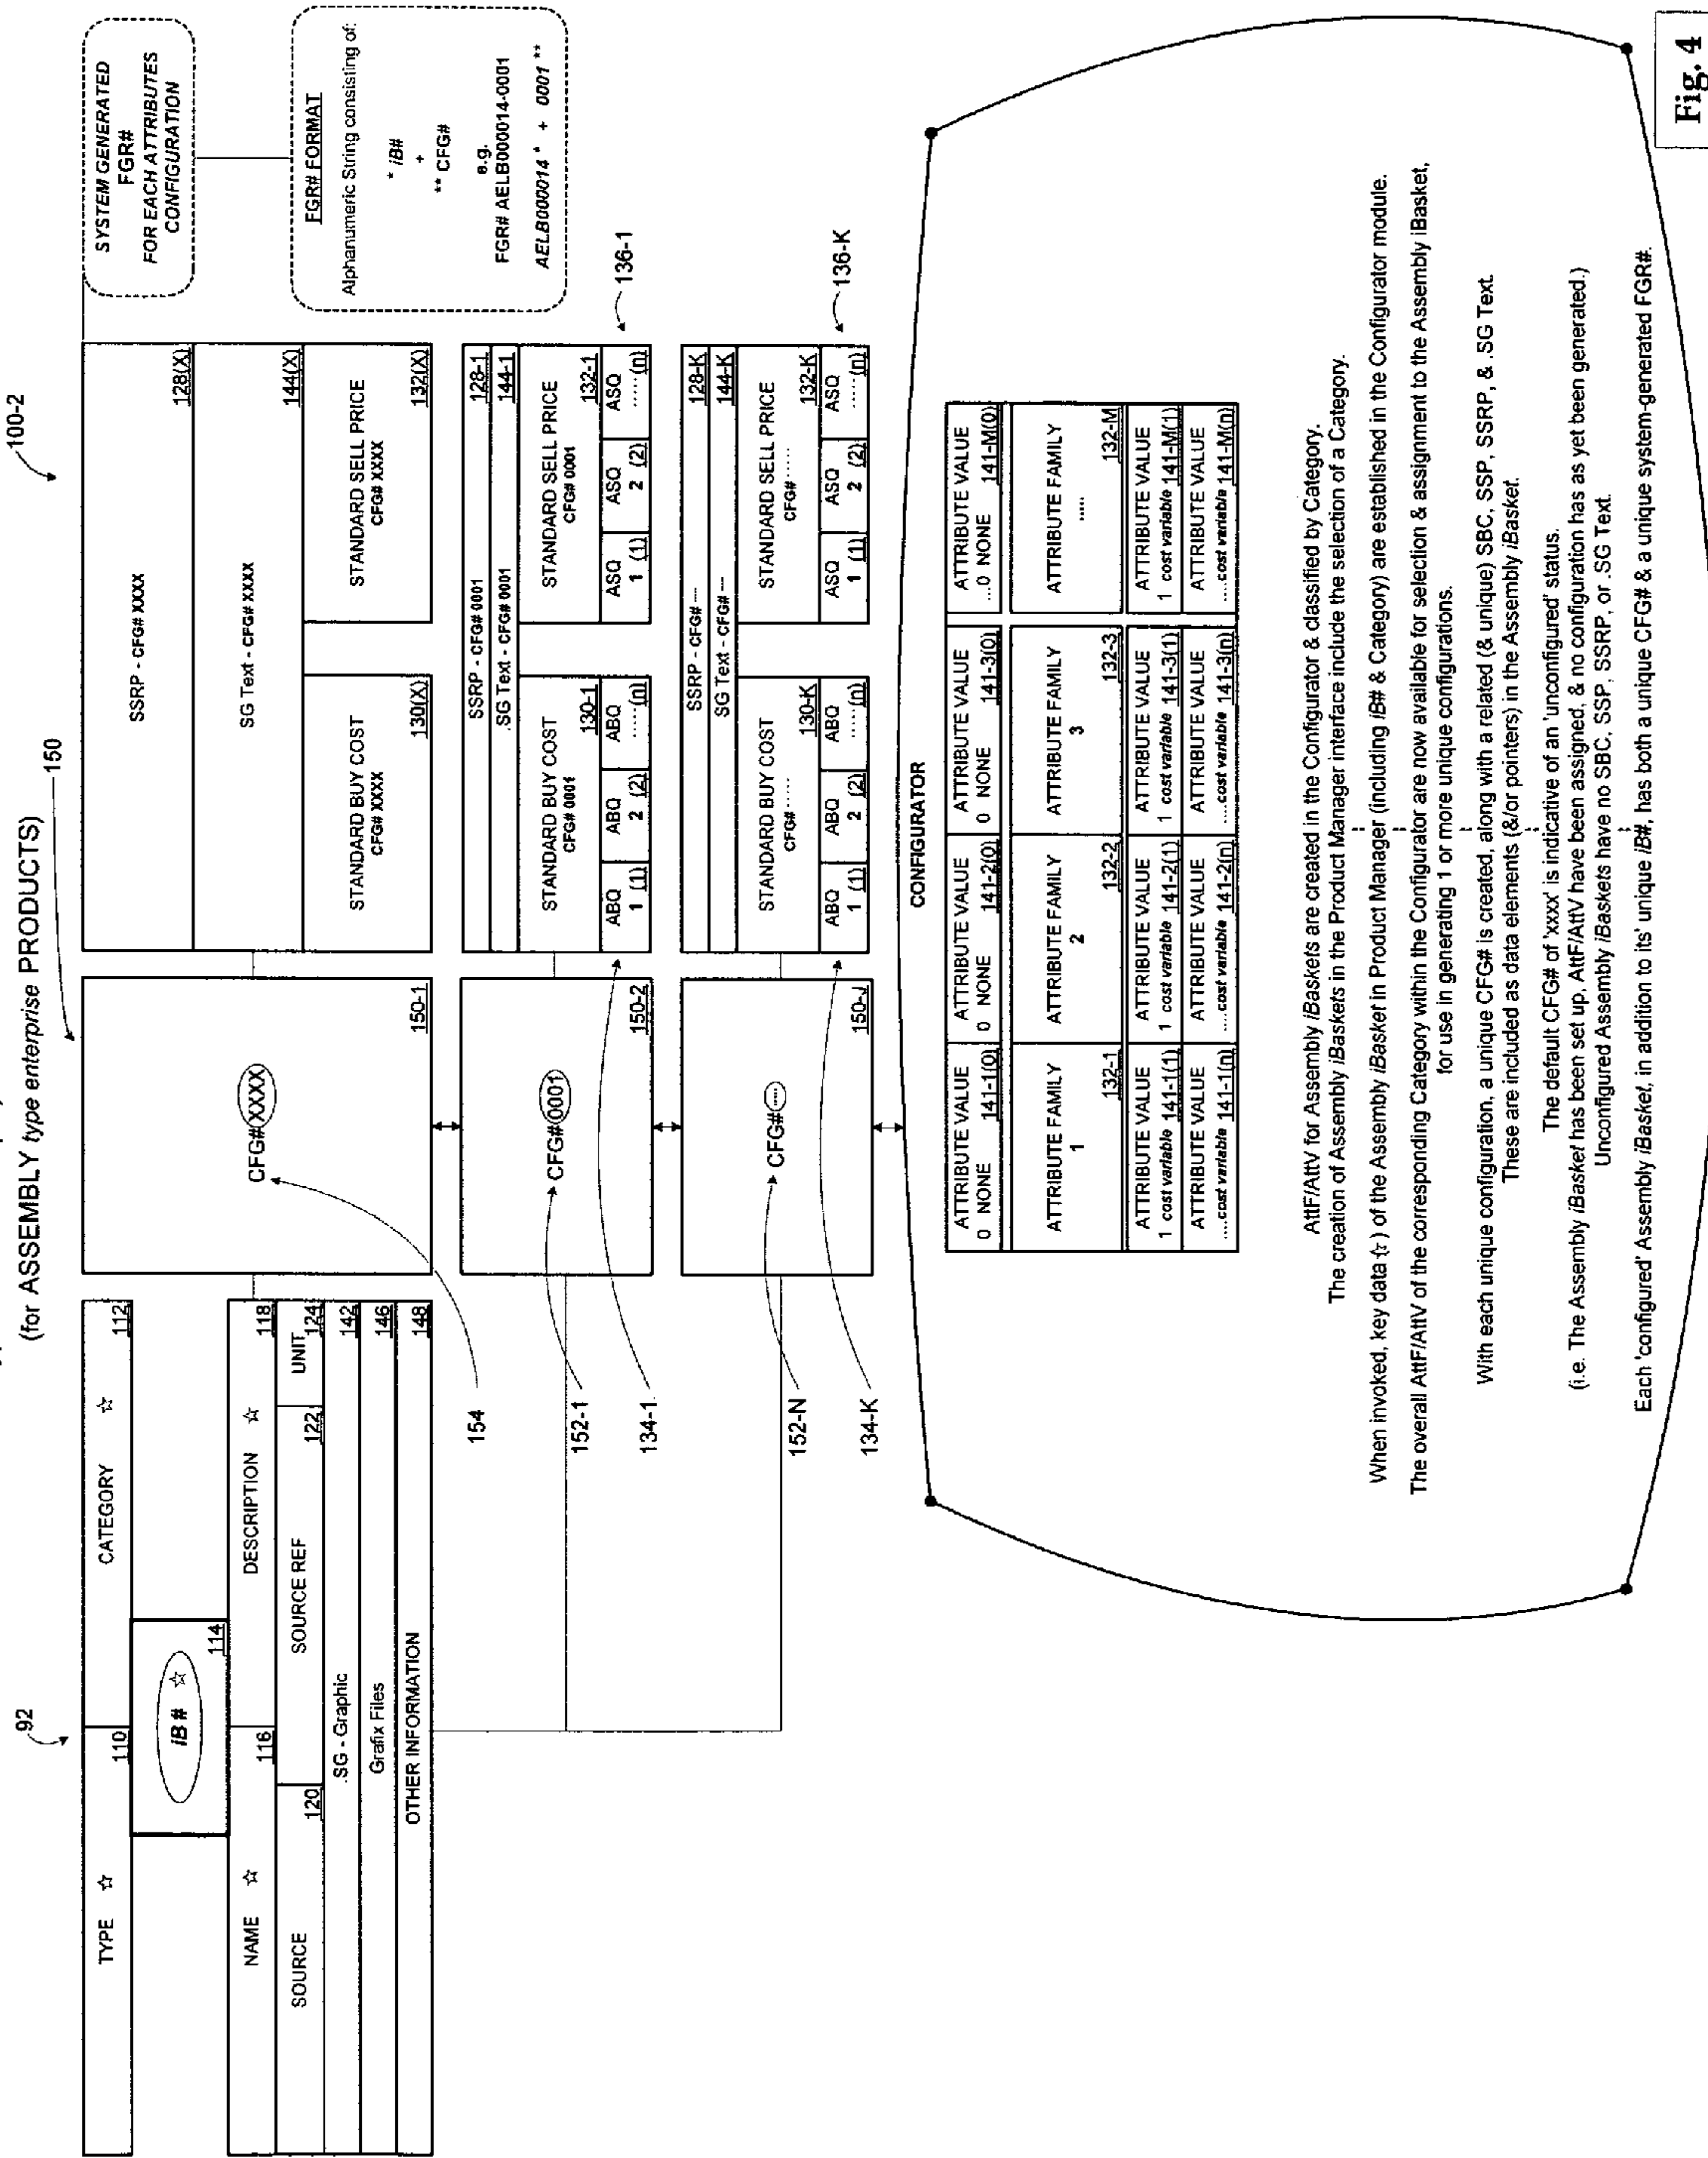 (for ASSEMBLY type enterprise PRODUCTS)
92
150
100-2
TYPE ☆ 110
CATEGORY ☆ 112
iB # ☆ 114
NAME ☆ 116
DESCRIPTION ☆ 118
SOURCE 120
SOURCE REF 122
UNIT 124
.SG - Graphic 142
Grafix Files 146
OTHER INFORMATION 148
CFG# XXXX
150-1
CFG# 0001
150-2
CFG# .....
150-J
154
152-1
134-1
152-N
134-K
SSRP - CFG# XXXX
128(X)
SG Text - CFG# XXXX
144(X)
STANDARD BUY COST
CFG# XXXX
130(X)
STANDARD SELL PRICE
CFG# XXXX
132(X)
SSRP - CFG# 0001 128-1
.SG Text - CFG# 0001 144-1
STANDARD BUY COST
CFG# 0001
130-1
STANDARD SELL PRICE
CFG# 0001
132-1
ABQ ABQ ABQ
1 (1) 2 (2) .....(n)
ASQ ASQ ASQ
1 (1) 2 (2) .....(n)
136-1
SSRP - CFG# ---- 128-K
SG Text - CFG# --- 144-K
STANDARD BUY COST
CFG# .....
130-K
STANDARD SELL PRICE
CFG# .....
132-K
ABQ ABQ ABQ
1 (1) 2 (2) .....(n)
ASQ ASQ ASQ
1 (1) 2 (2) .....(n)
136-K
SYSTEM GENERATED
FGR#
FOR EACH ATTRIBUTES
CONFIGURATION
FGR# FORMAT
Alphanumeric String consisting of:
* iB#
+
** CFG#
e.g.
FGR# AELB000014-0001
AELB000014 * + 0001 **
CONFIGURATOR
ATTRIBUTE VALUE ATTRIBUTE VALUE ATTRIBUTE VALUE ATTRIBUTE VALUE
0 NONE 141-1(0) 0 NONE 141-2(0) 0 NONE 141-3(0) ...0 NONE 141-M(0)
ATTRIBUTE FAMILY ATTRIBUTE FAMILY ATTRIBUTE FAMILY ATTRIBUTE FAMILY
1 2 3 .....
132-1 132-2 132-3 132-M
ATTRIBUTE VALUE ATTRIBUTE VALUE ATTRIBUTE VALUE ATTRIBUTE VALUE
1 cost variable 141-1(1) 1 cost variable 141-2(1) 1 cost variable 141-3(1) 1 cost variable 141-M(1)
ATTRIBUTE VALUE ATTRIBUTE VALUE ATTRIBUTE VALUE ATTRIBUTE VALUE
....cost variable 141-1(n) ....cost variable 141-2(n) ...cost variable 141-3(n) ...cost variable 141-M(n)
AttF/AttV for Assembly iBaskets are created in the Configurator & classified by Category.
The creation of Assembly iBaskets in the Product Manager interface include the selection of a Category.
When invoked, key data (☆) of the Assembly iBasket in Product Manager (including iB# & Category) are established in the Configurator module.
The overall AttF/AttV of the corresponding Category within the Configurator are now available for selection & assignment to the Assembly iBasket,
for use in generating 1 or more unique configurations.
With each unique configuration, a unique CFG# is created, along with a related (& unique) SBC, SSP, SSRP, & .SG Text.
These are included as data elements (&/or pointers) in the Assembly iBasket.
The default CFG# of 'xxxx' is indicative of an 'unconfigured' status.
(i.e. The Assembly iBasket has been set up, AttF/AttV have been assigned, & no configuration has as yet been generated.)
Unconfigured Assembly iBaskets have no SBC, SSP, SSRP, or .SG Text.
Each 'configured' Assembly iBasket, in addition to its' unique iB#, has both a unique CFG# & a unique system-generated FGR#.
Fig. 4